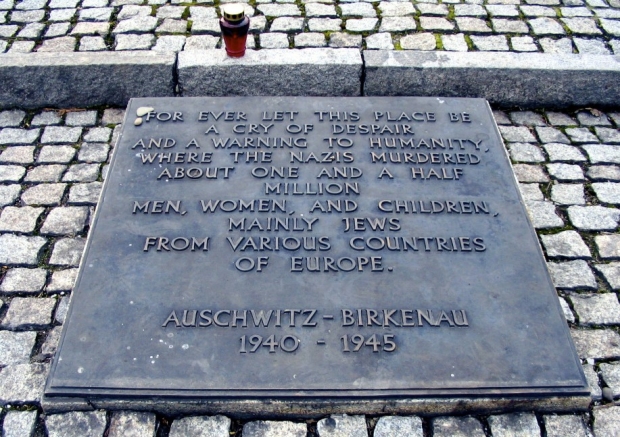 FOR EVER LET THIS PLACE BE
A CRY OF DESPAIR
AND A WARNING TO HUMANITY,
WHERE THE NAZIS MURDERED
ABOUT ONE AND A HALF
MILLION
MEN, WOMEN, AND CHILDREN,
MAINLY JEWS
FROM VARIOUS COUNTRIES
OF EUROPE.
AUSCHWITZ - BIRKENAU
1940 - 1945